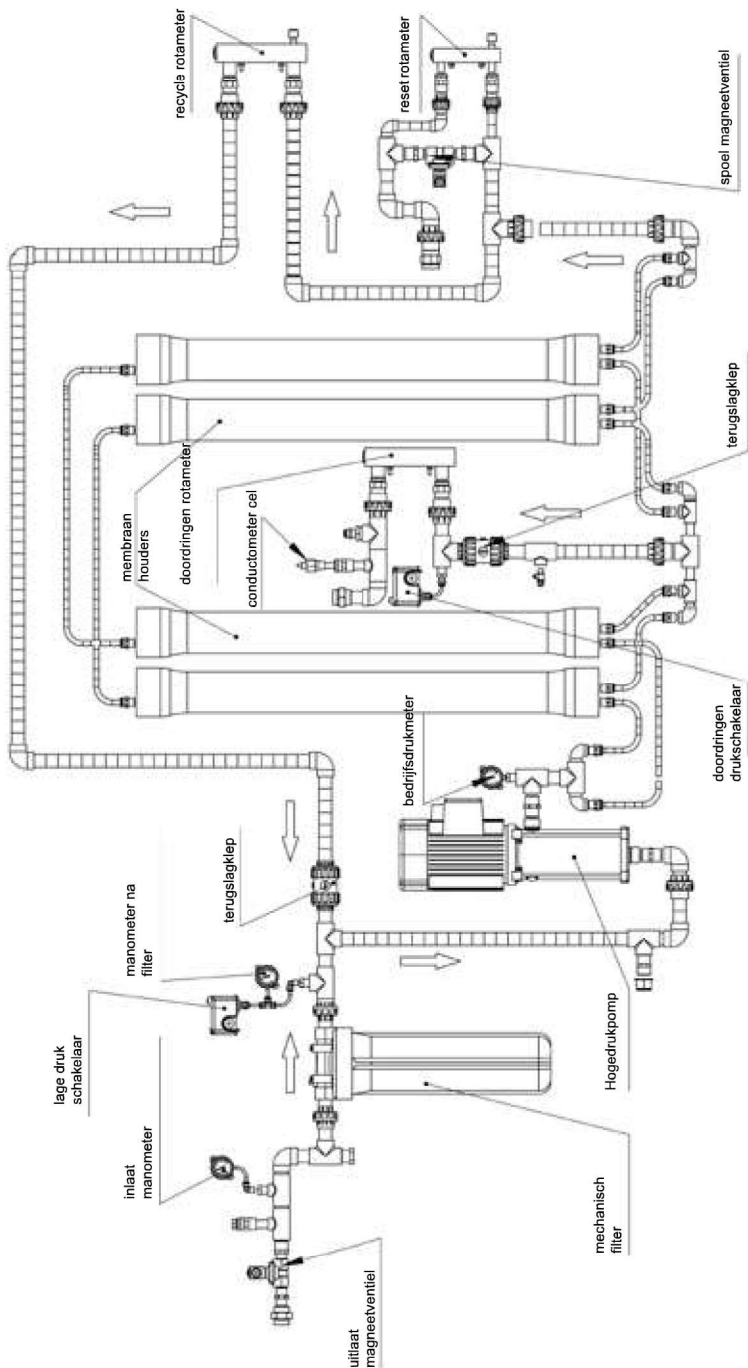 recycle rotameter
reset rotameter
spoel magneetventiel
membraan
houders
doordringen rotameter
conductometer cel
terugslagklep
doordringen
drukschakelaar
bedrijfsdrukmeter
terugslagklep
manometer na
filter
lage druk
schakelaar
Hogedrukpomp
inlaat
manometer
mechanisch
filter
uitlaat
magneetventiel